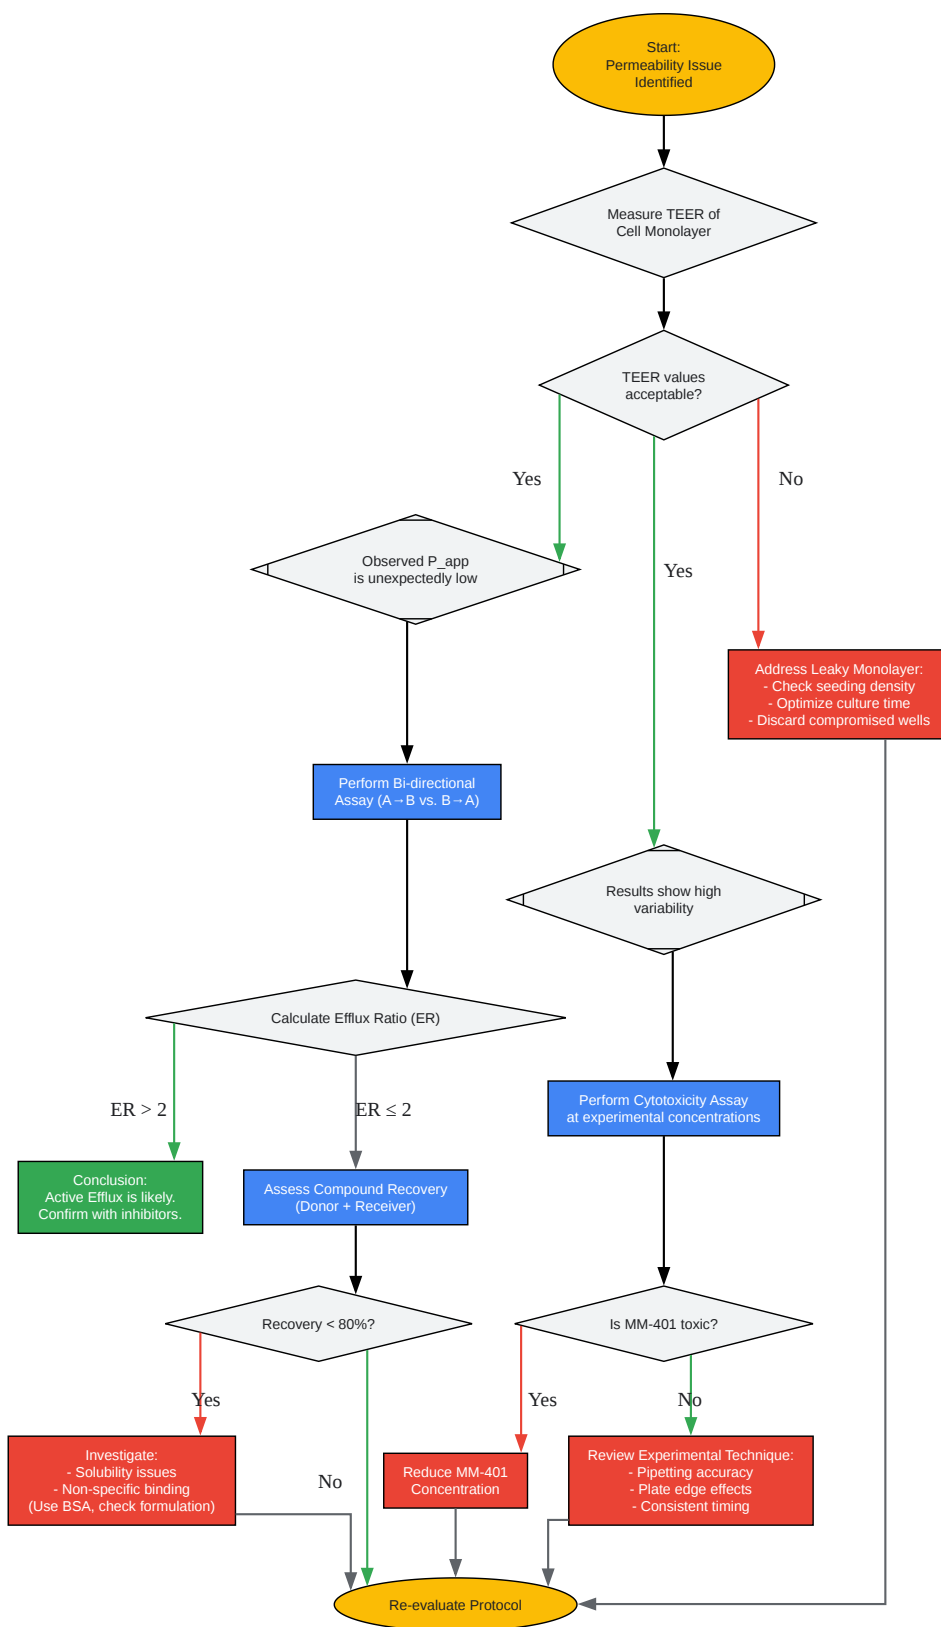 Start:
Permeability Issue
Identified
Measure TEER of
Cell Monolayer
TEER values
acceptable?
Yes
No
Observed P_app
is unexpectedly low
Yes
Address Leaky Monolayer:
- Check seeding density
- Optimize culture time
- Discard compromised wells
Perform Bi-directional
Assay (A→B vs. B→A)
Results show high
variability
Calculate Efflux Ratio (ER)
ER > 2
ER ≤ 2
Perform Cytotoxicity Assay
at experimental concentrations
Conclusion:
Active Efflux is likely.
Confirm with inhibitors.
Assess Compound Recovery
(Donor + Receiver)
Recovery < 80%?
Is MM-401 toxic?
Yes
Yes
No
Investigate:
- Solubility issues
- Non-specific binding
(Use BSA, check formulation)
No
Reduce MM-401
Concentration
Review Experimental Technique:
- Pipetting accuracy
- Plate edge effects
- Consistent timing
Re-evaluate Protocol